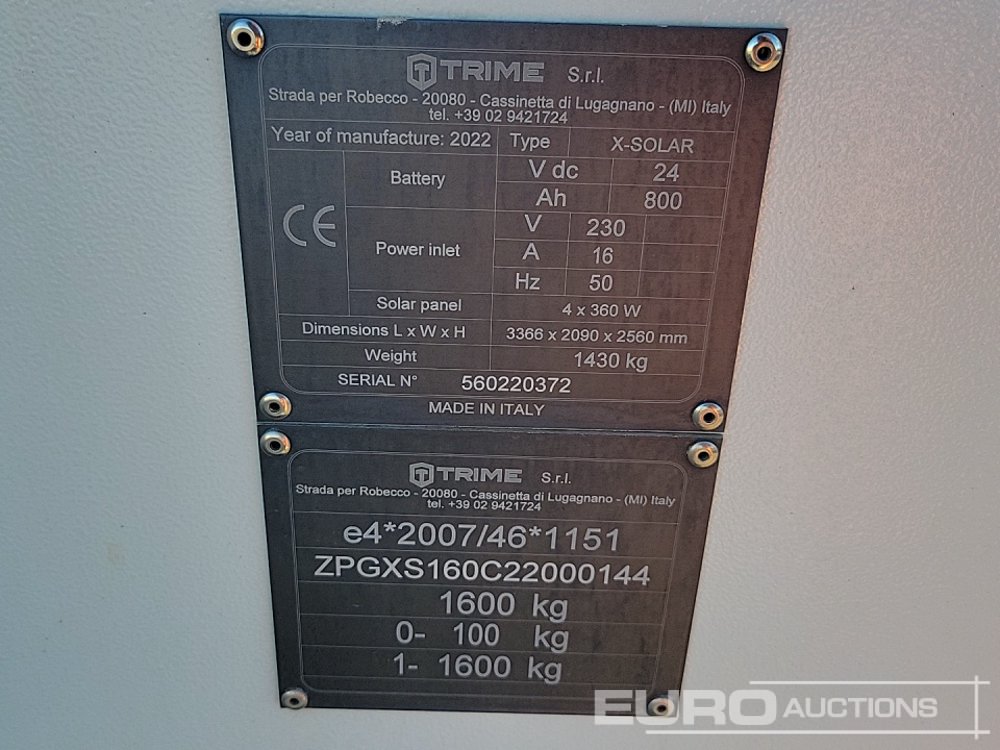 TRIME S.r.l.
Strada per Robecco - 20080 - Cassinetta di Lugagnano - (MI) Italy
tel. +39 02 9421724
Year of manufacture: 2022 Type X-SOLAR
CE
Battery V dc 24
Ah 800
Power inlet V 230
A 16
Hz 50
Solar panel 4 x 360 W
Dimensions L x W x H 3366 x 2090 x 2560 mm
Weight 1430 kg
SERIAL N° 560220372
MADE IN ITALY
TRIME S.r.l.
Strada per Robecco - 20080 - Cassinetta di Lugagnano - (MI) Italy
tel. +39 02 9421724
e4*2007/46*1151
ZPGXS160C22000144
1600 kg
0- 100 kg
1- 1600 kg
EURO AUCTIONS